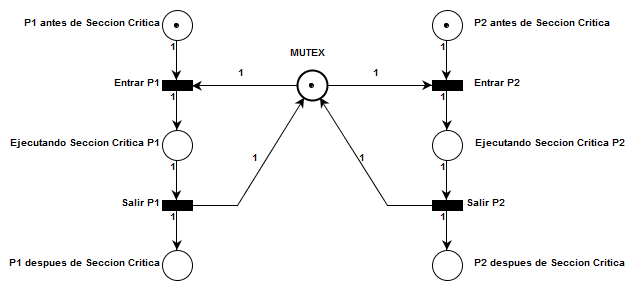 P1 antes de Seccion Critica
P2 antes de Seccion Critica
1
1
MUTEX
1
1
Entrar P1
Entrar P2
1
1
Ejecutando Seccion Critica P1
Ejecutando Seccion Critica P2
1
1
Salir P1
Salir P2
1
1
P1 despues de Seccion Critica
P2 despues de Seccion Critica